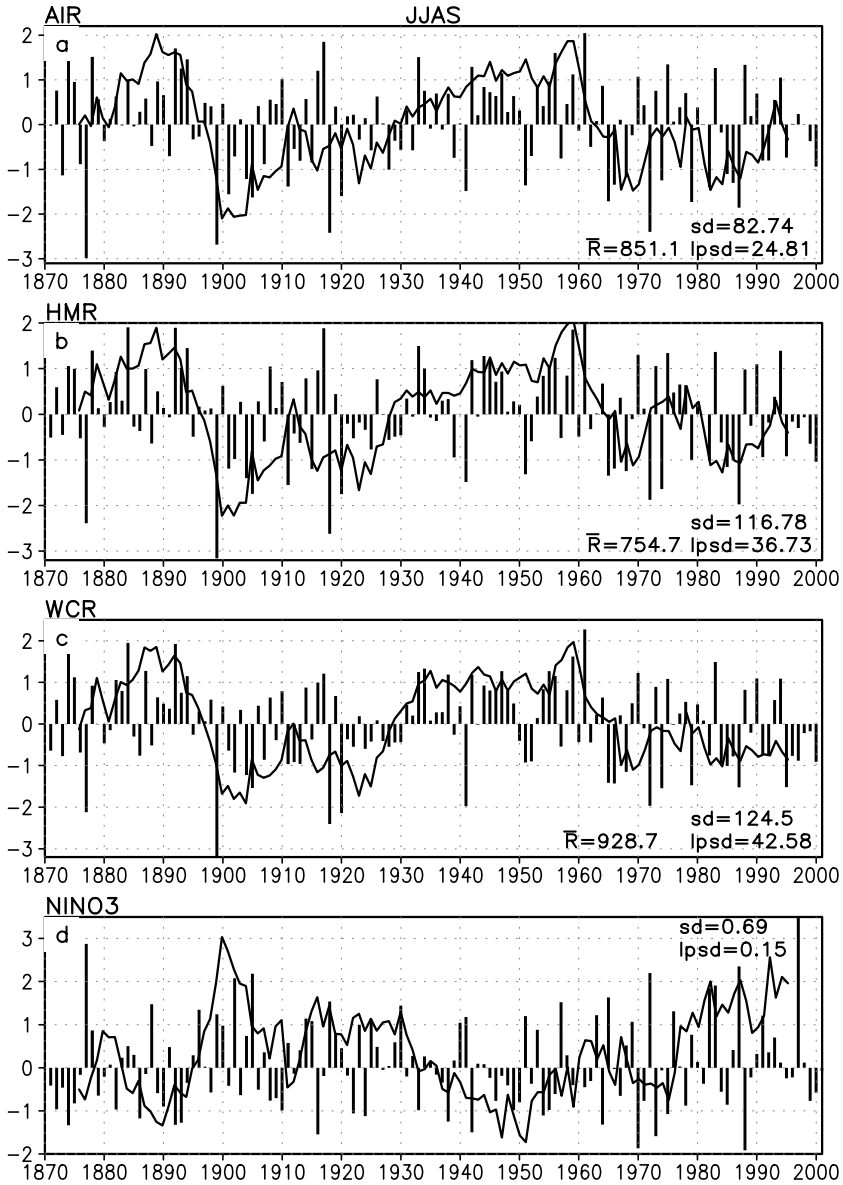 AIR JJAS
a
2
1
0
−1
−2
−3
sd=82.74
R̅=851.1 lpsd=24.81
1870 1880 1890 1900 1910 1920 1930 1940 1950 1960 1970 1980 1990 2000
HMR
b
2
1
0
−1
−2
−3
sd=116.78
R̅=754.7 lpsd=36.73
1870 1880 1890 1900 1910 1920 1930 1940 1950 1960 1970 1980 1990 2000
WCR
c
2
1
0
−1
−2
−3
sd=124.5
R̅=928.7 lpsd=42.58
1870 1880 1890 1900 1910 1920 1930 1940 1950 1960 1970 1980 1990 2000
NINO3
d
sd=0.69
lpsd=0.15
3
2
1
0
−1
−2
1870 1880 1890 1900 1910 1920 1930 1940 1950 1960 1970 1980 1990 2000